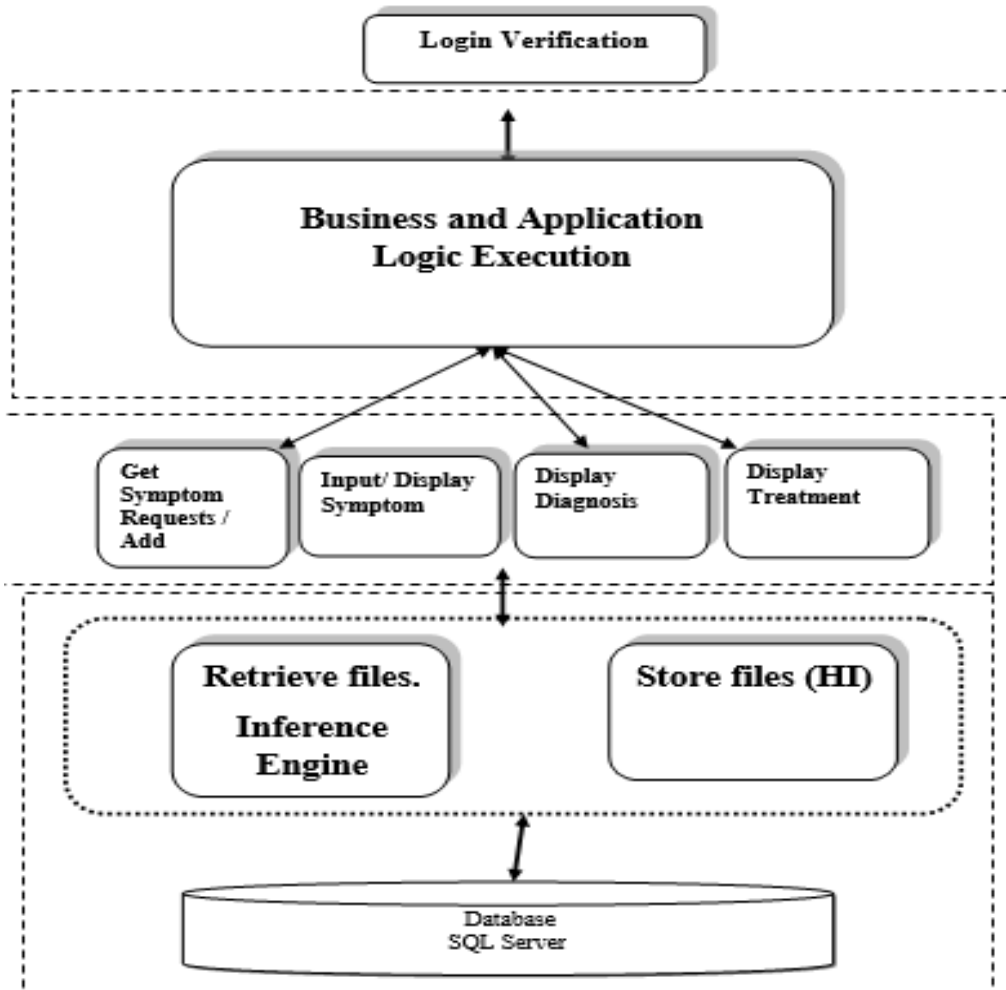 Login Verification
Business and Application
Logic Execution
Get
Symptom
Requests /
Add
Input/ Display
Symptom
Display
Diagnosis
Display
Treatment
Retrieve files.
Inference
Engine
Store files (HI)
Database
SQL Server